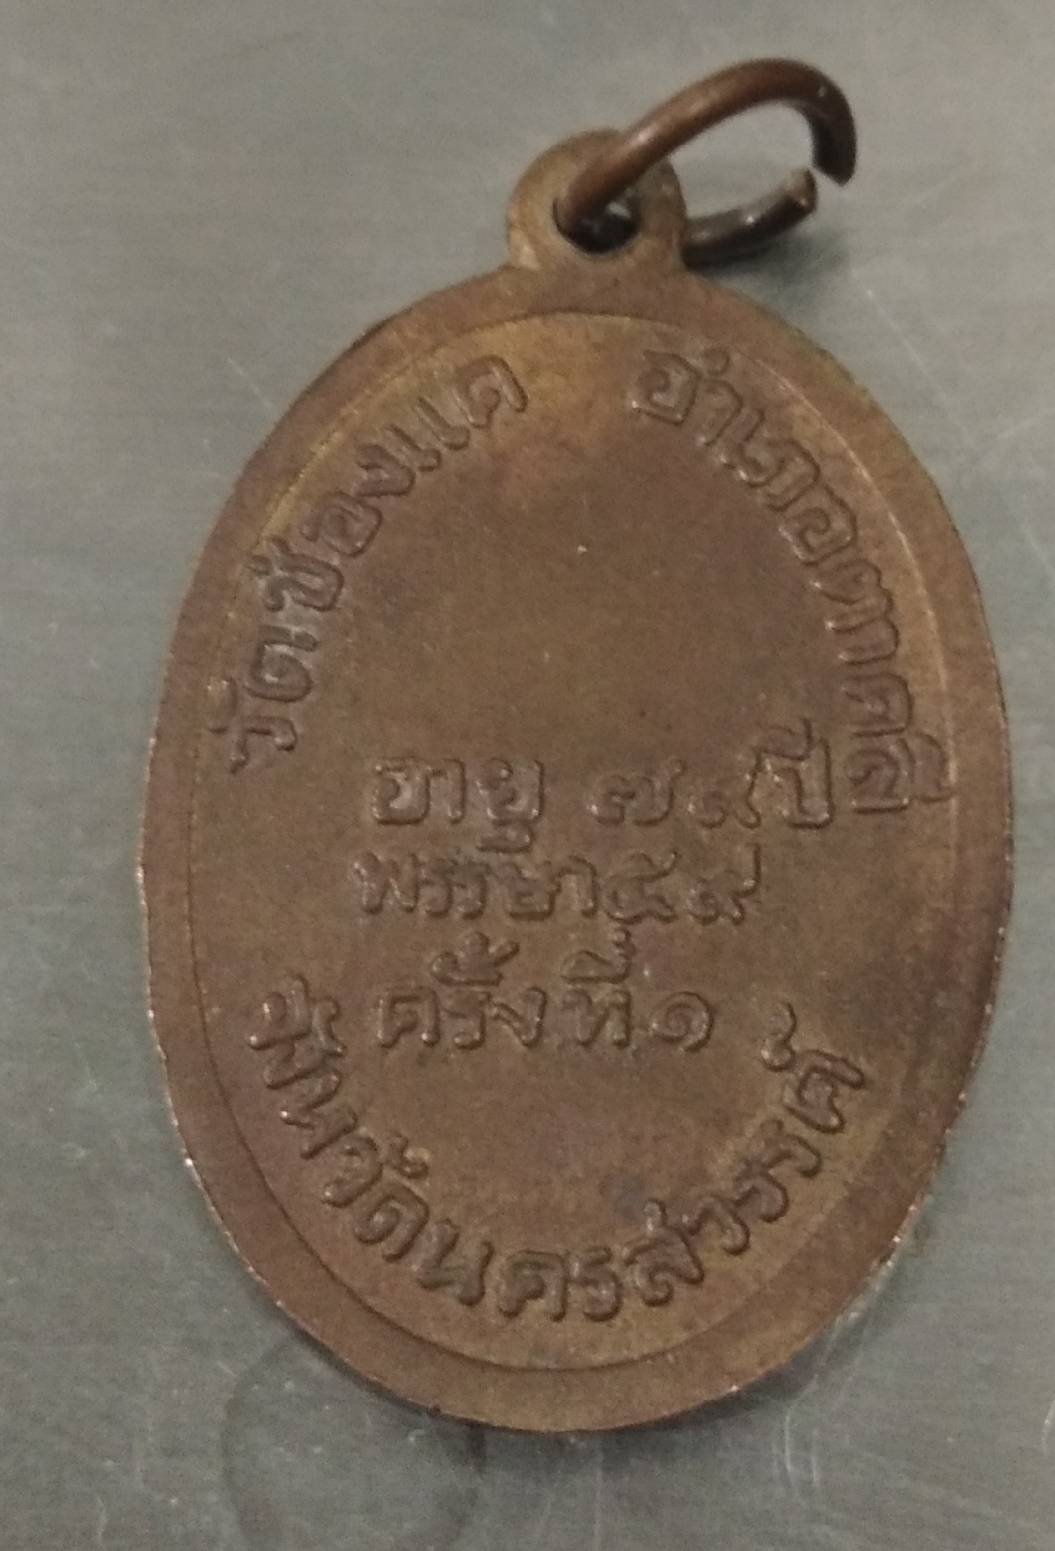 วัดช่องแค อำเภอตาคลี
อายุ ๗๙ปี
พรรษา๕๙
ครั้งที่๑
จังหวัดนครสวรรค์